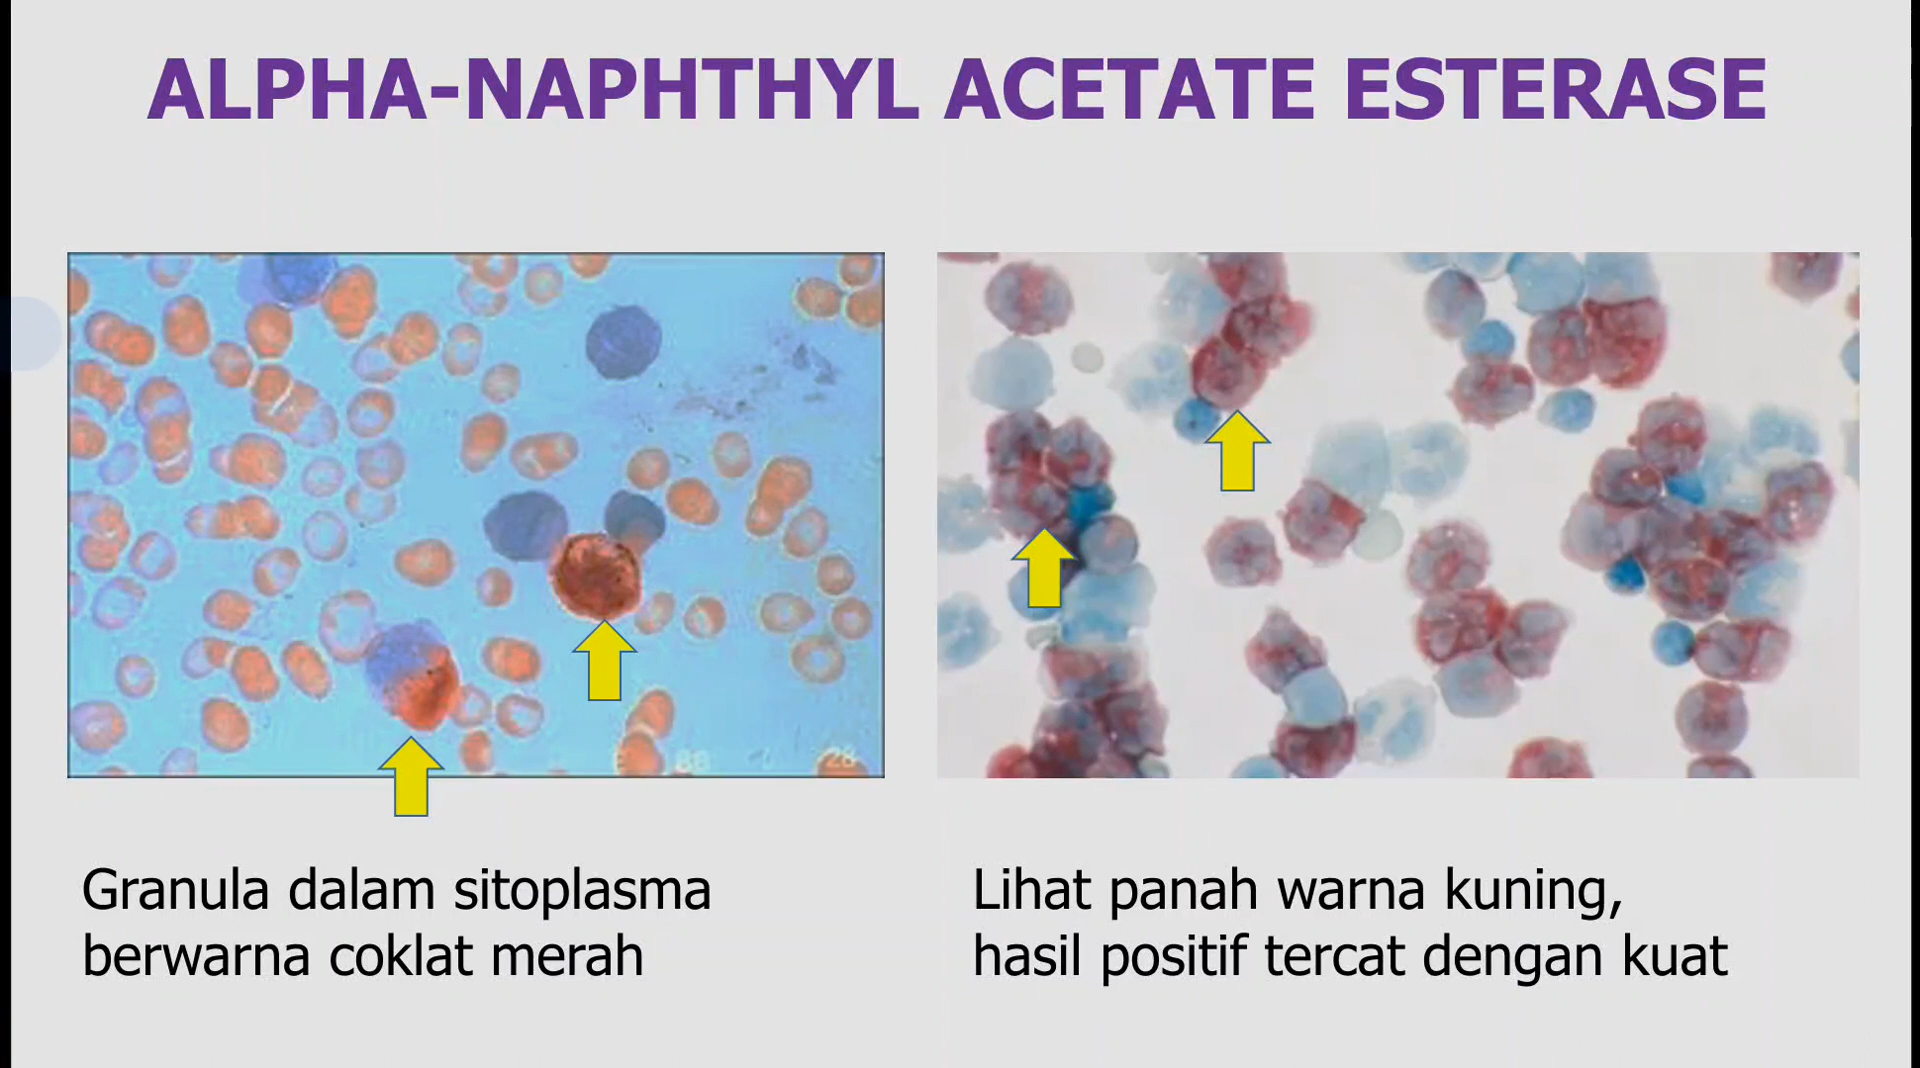 ALPHA-NAPHTHYL ACETATE ESTERASE
Granula dalam sitoplasma
berwarna coklat merah
Lihat panah warna kuning,
hasil positif tercat dengan kuat